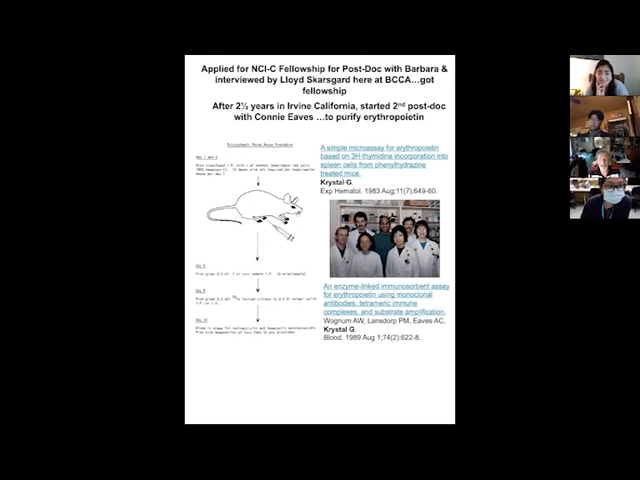 Applied for NCI-C Fellowship for Post-Doc with Barbara &
interviewed by Lloyd Skarsgard here at BCCA…got
fellowship
After 2½ years in Irvine California, started 2nd post-doc
with Connie Eaves …to purify erythropoietin
Polycythemic Mouse Assay Procedure
A simple microassay for erythropoietin
based on 3H-thymidine incorporation into
spleen cells from phenylhydrazine
treated mice.
Krystal G.
Exp Hematol. 1983 Aug;11(7):649-60.
An enzyme-linked immunosorbent assay
for erythropoietin using monoclonal
antibodies, tetrameric immune
complexes, and substrate amplification.
Wognum AW, Lansdorp PM, Eaves AC,
Krystal G.
Blood. 1989 Aug 1;74(2):622-8.